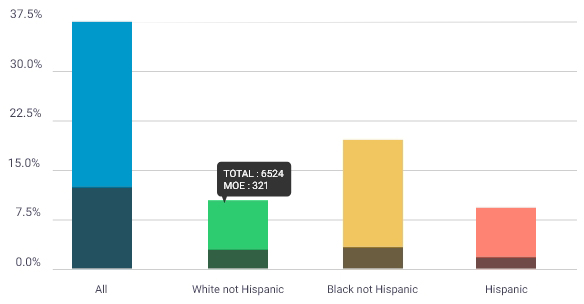 37.5%
30.0%
22.5%
15.0%
7.5%
0.0%
TOTAL : 6524
MOE : 321
All
White not Hispanic
Black not Hispanic
Hispanic